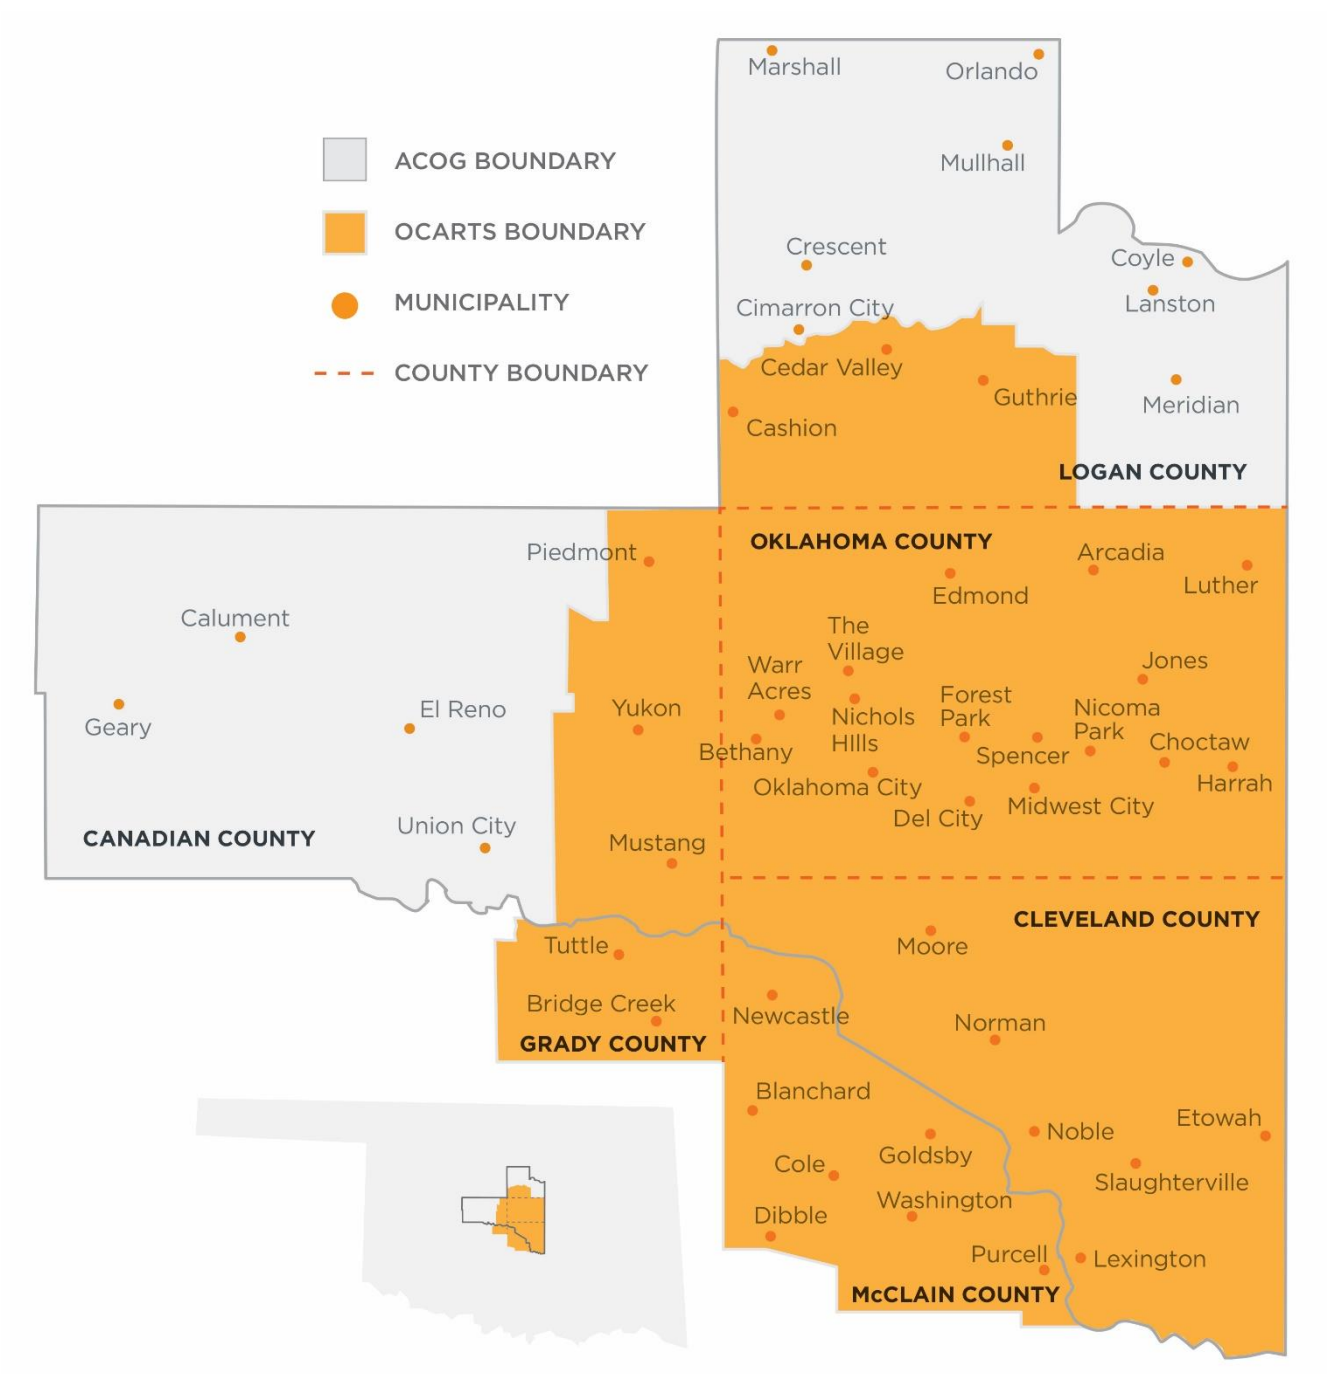 Marshall
Orlando
ACOG BOUNDARY
Mullhall
OCARTS BOUNDARY
Crescent
Coyle
MUNICIPALITY
Cimarron City
Lanston
COUNTY BOUNDARY
Cedar Valley
Guthrie
Meridian
Cashion
LOGAN COUNTY
OKLAHOMA COUNTY
Piedmont
Arcadia
Luther
Edmond
Calument
The
Village
Warr
Acres
Jones
Forest
Park
Geary
El Reno
Yukon
Nichols
HIlls
Nicoma
Park
Bethany
Spencer
Choctaw
Oklahoma City
Harrah
Del City
Midwest City
CANADIAN COUNTY
Union City
Mustang
CLEVELAND COUNTY
Tuttle
Moore
Bridge Creek
Newcastle
Norman
GRADY COUNTY
Blanchard
Etowah
Noble
Goldsby
Cole
Slaughterville
Washington
Dibble
Purcell
Lexington
McCLAIN COUNTY